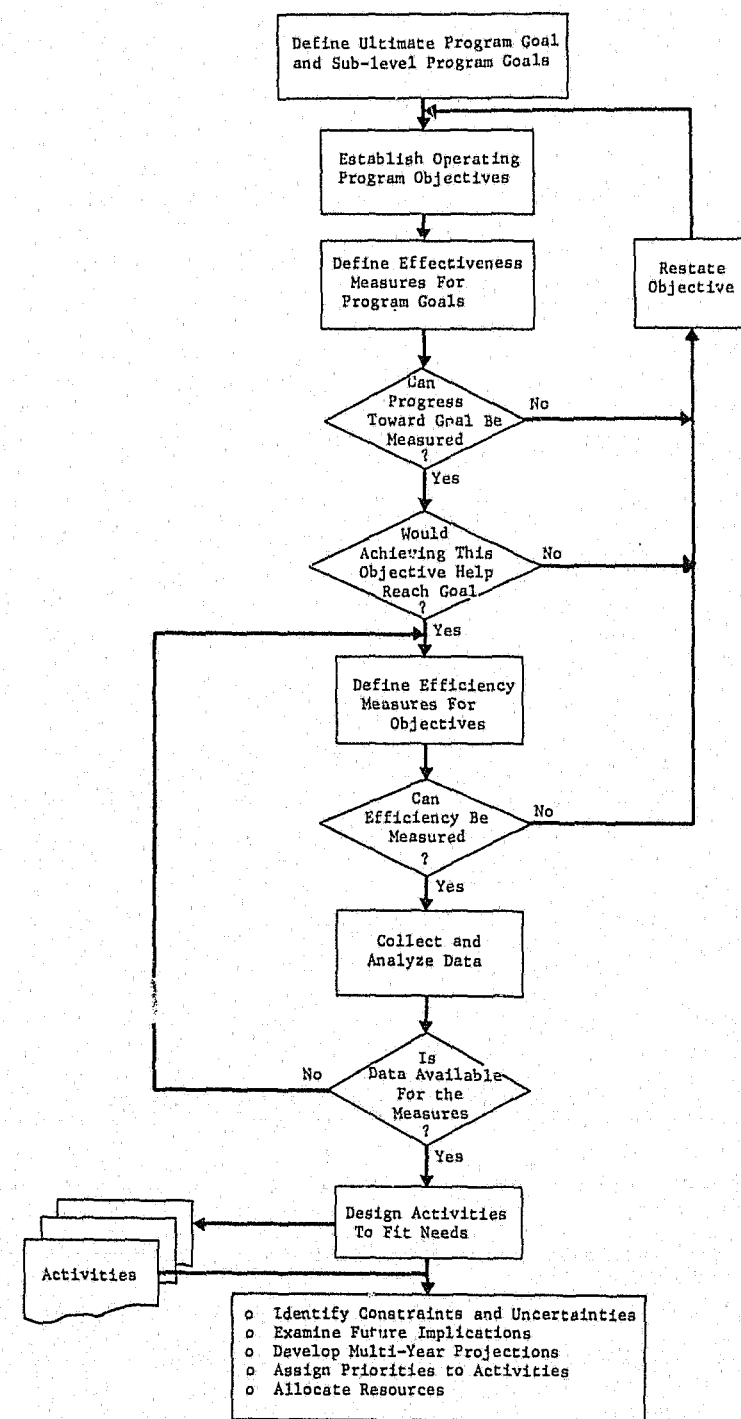 Define Ultimate Program Goal
and Sub-level Program Goals
Establish Operating
Program Objectives
Define Effectiveness
Measures For
Program Goals
Restate
Objective
Can
Progress
Toward Goal Be
Measured
?
No
Yes
Would
Achieving This
Objective Help
Reach Goal
?
No
Yes
Define Efficiency
Measures For
Objectives
Can
Efficiency Be
Measured
?
No
Yes
Collect and
Analyze Data
Is
Data Available
For the
Measures
?
No
Yes
Design Activities
To Fit Needs
Activities
o Identify Constraints and Uncertainties
o Examine Future Implications
o Develop Multi-Year Projections
o Assign Priorities to Activities
o Allocate Resources